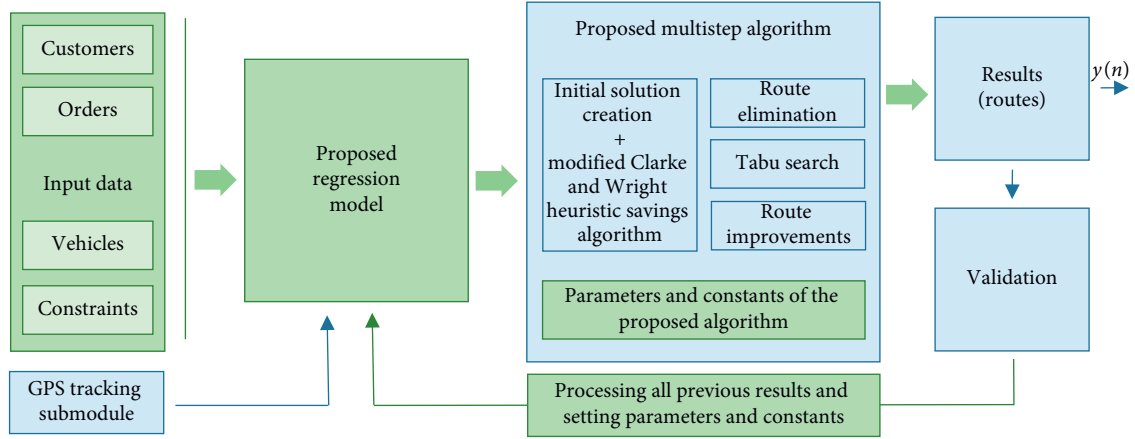 Customers
Orders
Input data
Vehicles
Constraints
GPS tracking
submodule
Proposed
regression
model
Proposed multistep algorithm
Initial solution
creation
+
modified Clarke
and Wright
heuristic savings
algorithm
Route
elimination
Tabu search
Route
improvements
Parameters and constants of the
proposed algorithm
Processing all previous results and
setting parameters and constants
Results
(routes)
y(n)
Validation